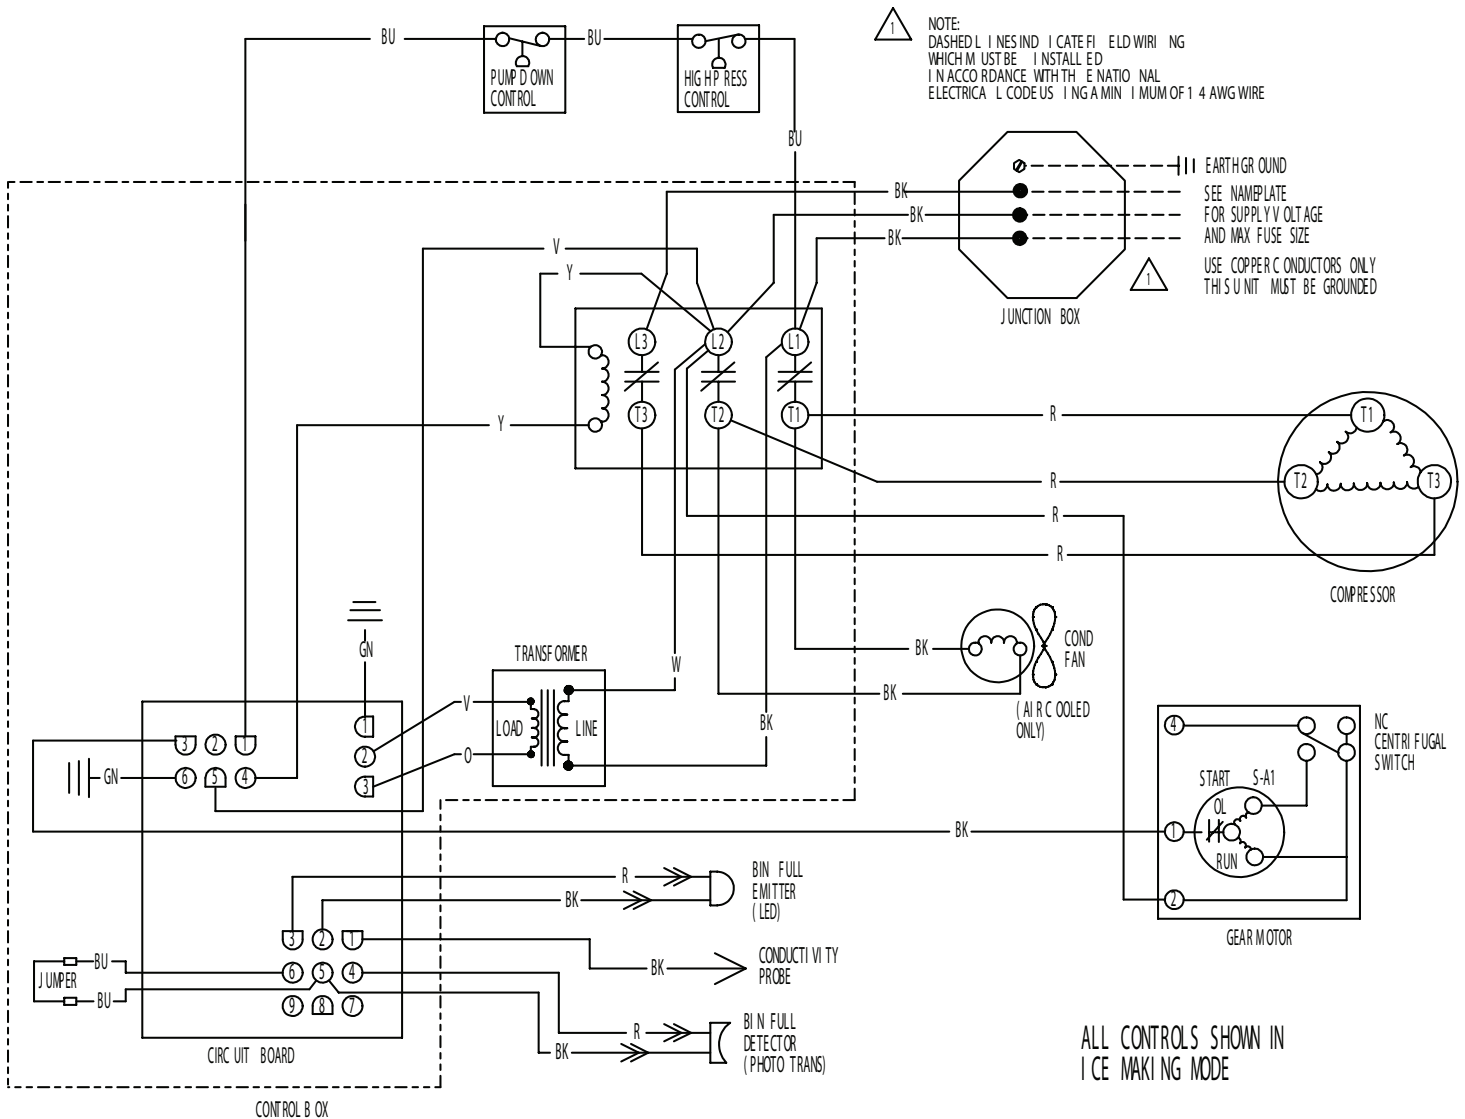 BU
BU
PUMP DOWN
CONTROL
HIGH PRESS
CONTROL
1
NOTE:
DASHED LINES INDICATE FIELD WIRING
WHICH MUST BE INSTALLED
IN ACCORDANCE WITH THE NATIONAL
ELECTRICAL CODE USING A MINIMUM OF 14 AWG WIRE
BU
EARTH GROUND
BK
SEE NAMEPLATE
BK
FOR SUPPLY VOLTAGE
BK
AND MAX FUSE SIZE
1
USE COPPER CONDUCTORS ONLY
THIS UNIT MUST BE GROUNDED
JUNCTION BOX
V
Y
L3
L2
L1
T3
T2
T1
Y
R
T1
R
T2
T3
R
R
COMPRESSOR
GN
TRANSFORMER
W
BK
COND
FAN
BK
(AIR COOLED
ONLY)
V
LOAD
LINE
BK
O
1
2
3
3
2
1
6
5
4
GN
4
NC
CENTRIFUGAL
SWITCH
START
S-A1
OL
1
RUN
2
GEAR MOTOR
BK
R
BIN FULL
EMITTER
(LED)
BK
3
2
1
6
5
4
9
8
7
BU
JUMPER
BU
BK
CONDUCTIVITY
PROBE
R
BK
BIN FULL
DETECTOR
(PHOTO TRANS)
CIRCUIT BOARD
CONTROL BOX
ALL CONTROLS SHOWN IN
ICE MAKING MODE